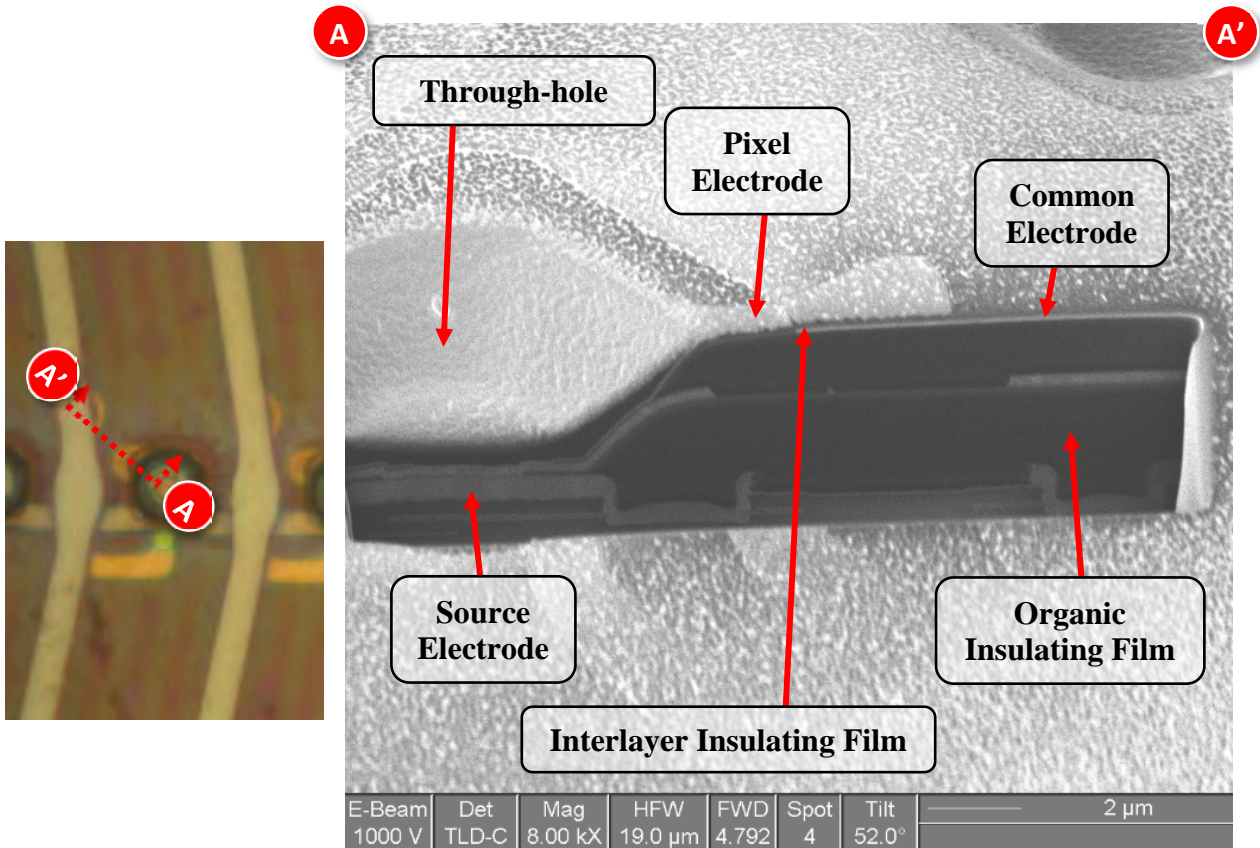 A
A’
Through-hole
Pixel
Electrode
Common
Electrode
A’
A
Source
Electrode
Organic
Insulating Film
Interlayer Insulating Film
E-Beam Det Mag HFW FWD Spot Tilt 2 µm
1000 V TLD-C 8.00 kX 19.0 µm 4.792 4 52.0°